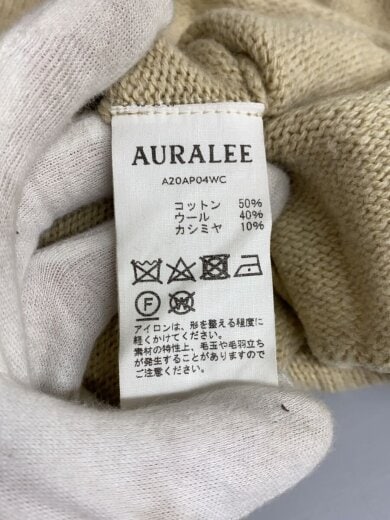 AURALEE
A20AP04WC
コットン 50%
ウール 40%
カシミヤ 10%
F W
アイロンは、形を整える程度に
軽くかけてください。
素材の特性上、毛玉や毛羽立ち
が発生することがありますので
ご注意ください。